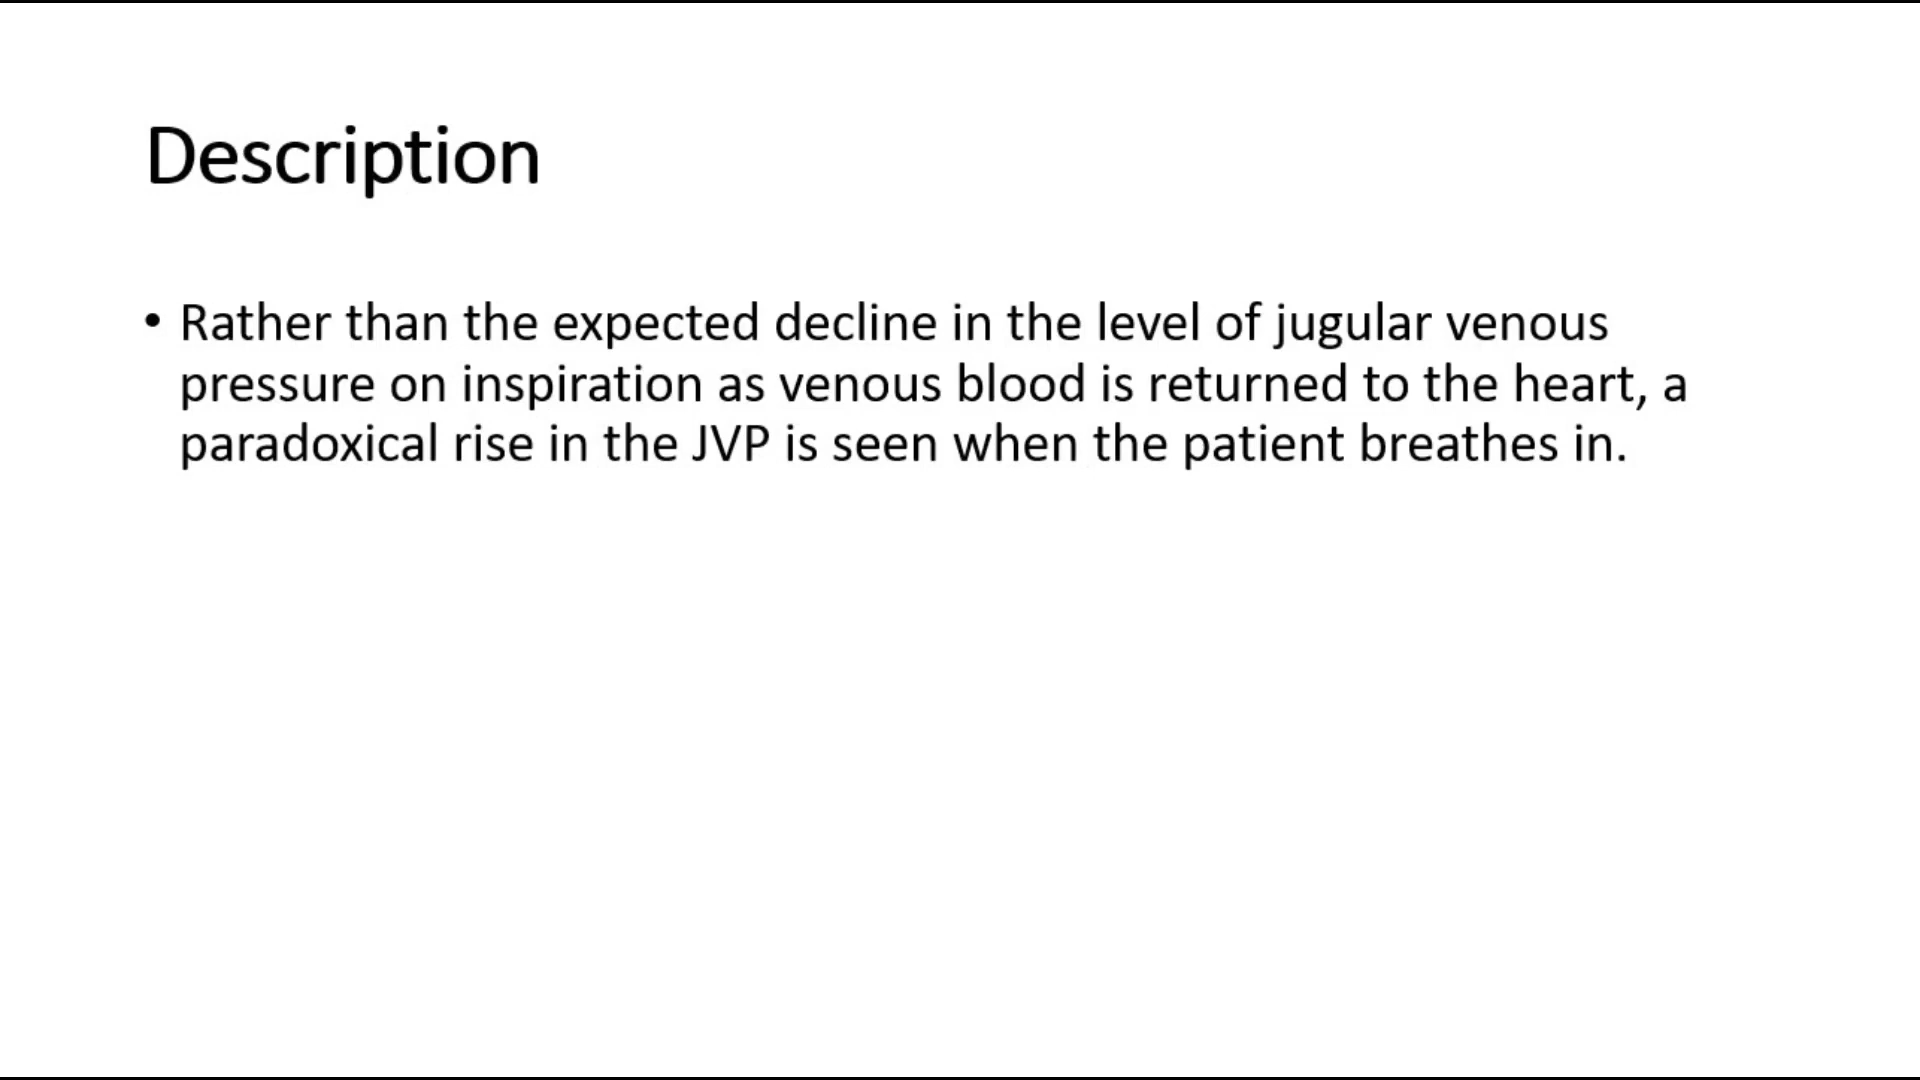 Description
• Rather than the expected decline in the level of jugular venous
pressure on inspiration as venous blood is returned to the heart, a
paradoxical rise in the JVP is seen when the patient breathes in.